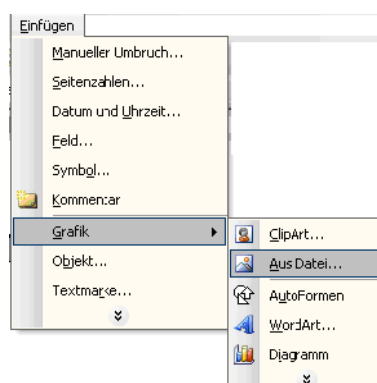 Einfügen
Manueller Umbruch...
Seitenzahlen...
Datum und Uhrzeit...
Feld...
Symbol...
Kommentar
Grafik
Objekt...
Textmarke...
ClipArt...
Aus Datei...
AutoFormen
WordArt...
Diagramm